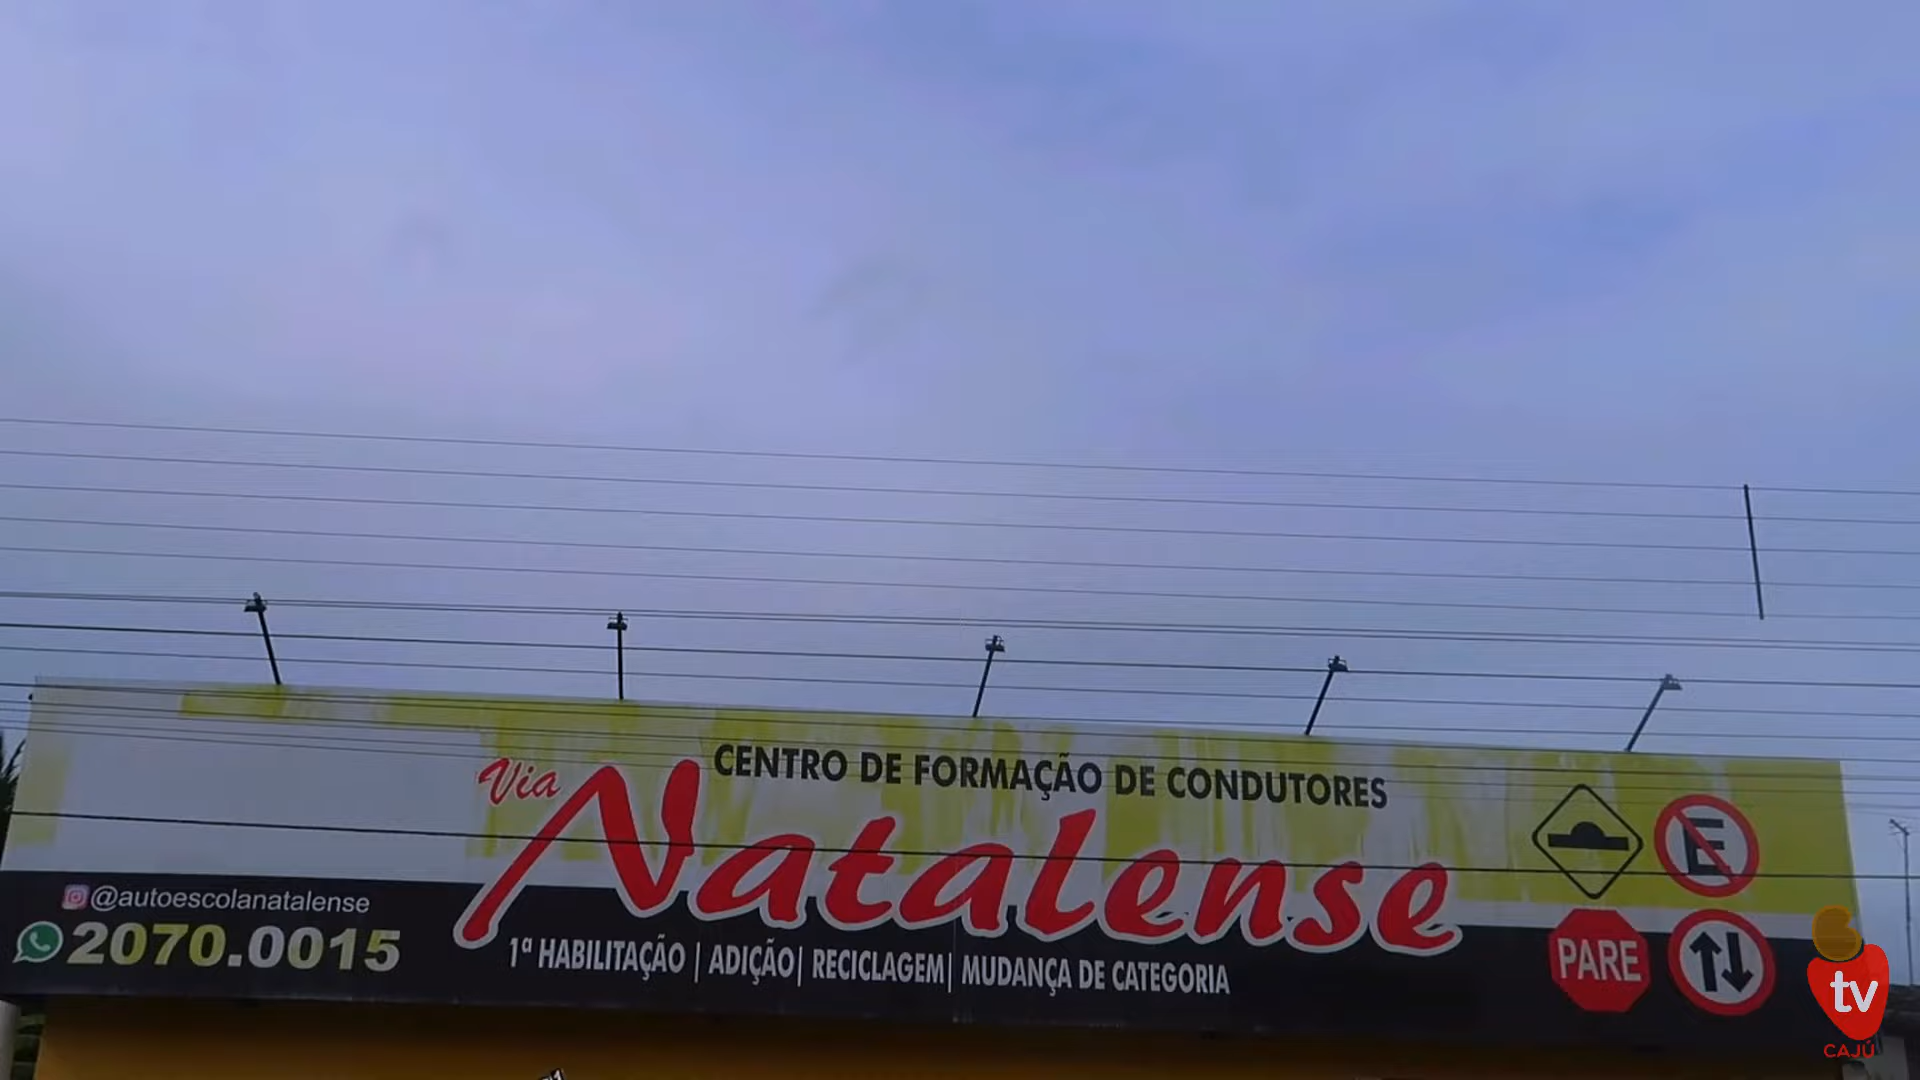 CENTRO DE FORMAÇÃO DE CONDUTORES
Via
Natalense
@autoescolanatalense
2070.0015
1ª HABILITAÇÃO | ADIÇÃO| RECICLAGEM| MUDANÇA DE CATEGORIA
E
PARE
tv
CAJÚ